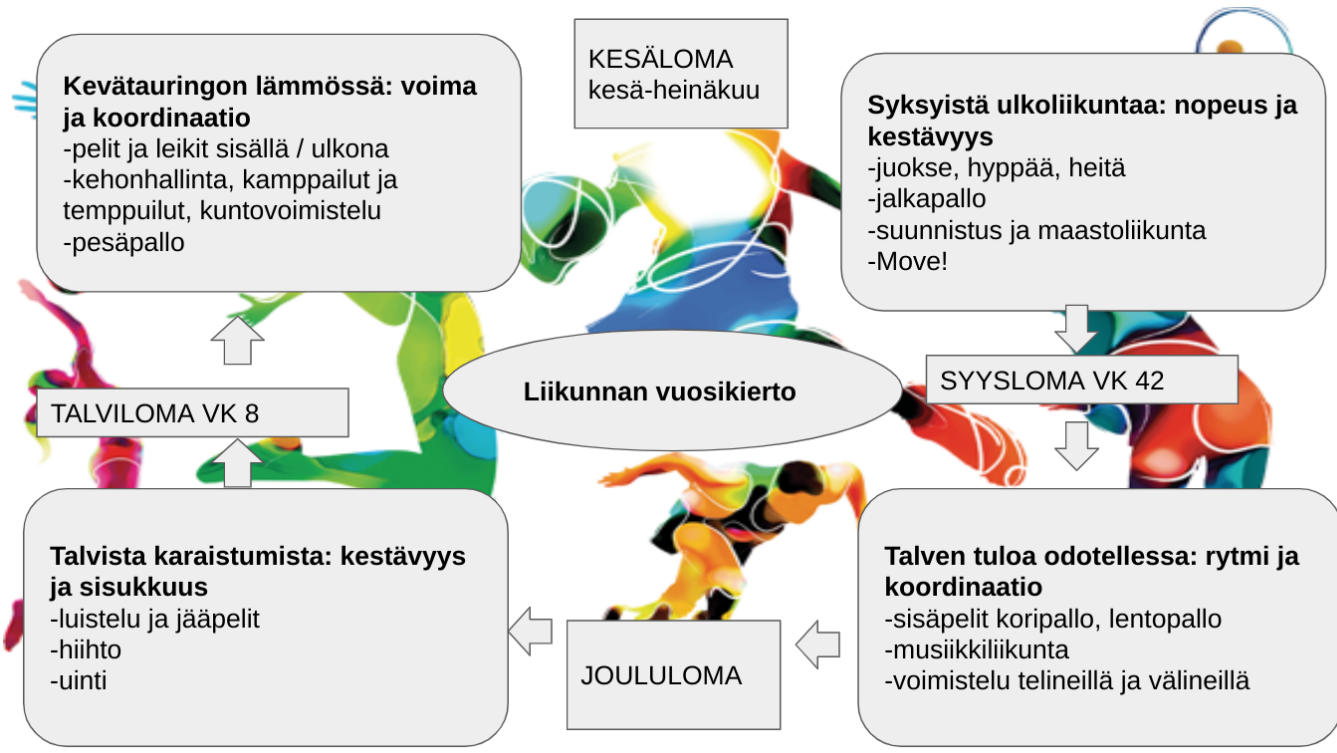 KESÄLOMA
kesä-heinäkuu
Syksyistä ulkoliikuntaa: nopeus ja
kestävyys
-juokse, hyppää, heitä
-jalkapallo
-suunnistus ja maastoliikunta
-Move!
SYYSLOMA VK 42
Talven tuloa odotellessa: rytmi ja
koordinaatio
-sisäpelit koripallo, lentopallo
-musiikkiliikunta
-voimistelu telineillä ja välineillä
JOULULOMA
Talvista karaistumista: kestävyys
ja sisukkuus
-luistelu ja jääpelit
-hiihto
-uinti
TALVILOMA VK 8
Kevätauringon lämmössä: voima
ja koordinaatio
-pelit ja leikit sisällä / ulkona
-kehonhallinta, kamppailut ja
temppuilut, kuntovoimistelu
-pesäpallo
Liikunnan vuosikierto